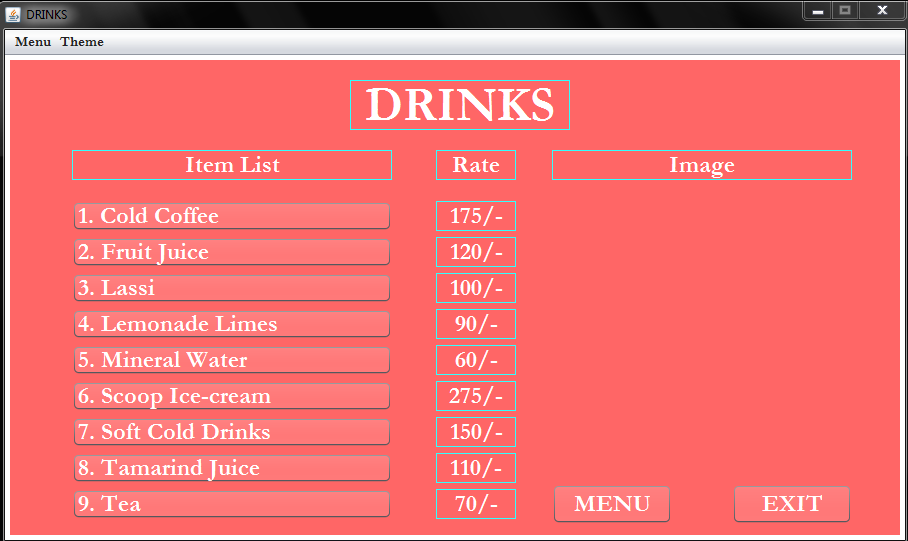 DRINKS
Menu Theme
DRINKS
Item List Rate Image
1. Cold Coffee 175/-
2. Fruit Juice 120/-
3. Lassi 100/-
4. Lemonade Limes 90/-
5. Mineral Water 60/-
6. Scoop Ice-cream 275/-
7. Soft Cold Drinks 150/-
8. Tamarind Juice 110/-
9. Tea 70/- MENU EXIT